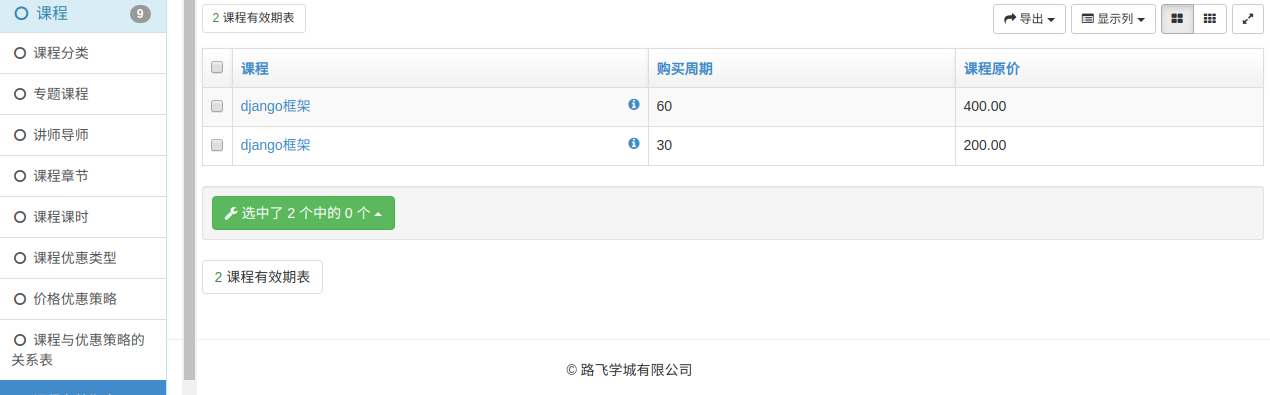 课程 9
课程分类
专题课程
讲师导师
课程章节
课程课时
课程优惠类型
价格优惠策略
课程与优惠策略的
关系表
2 课程有效期表
导出
显示列
课程 购买周期 课程原价
django框架 60 400.00
django框架 30 200.00
选中了 2 个中的 0 个
2 课程有效期表
© 路飞学城有限公司